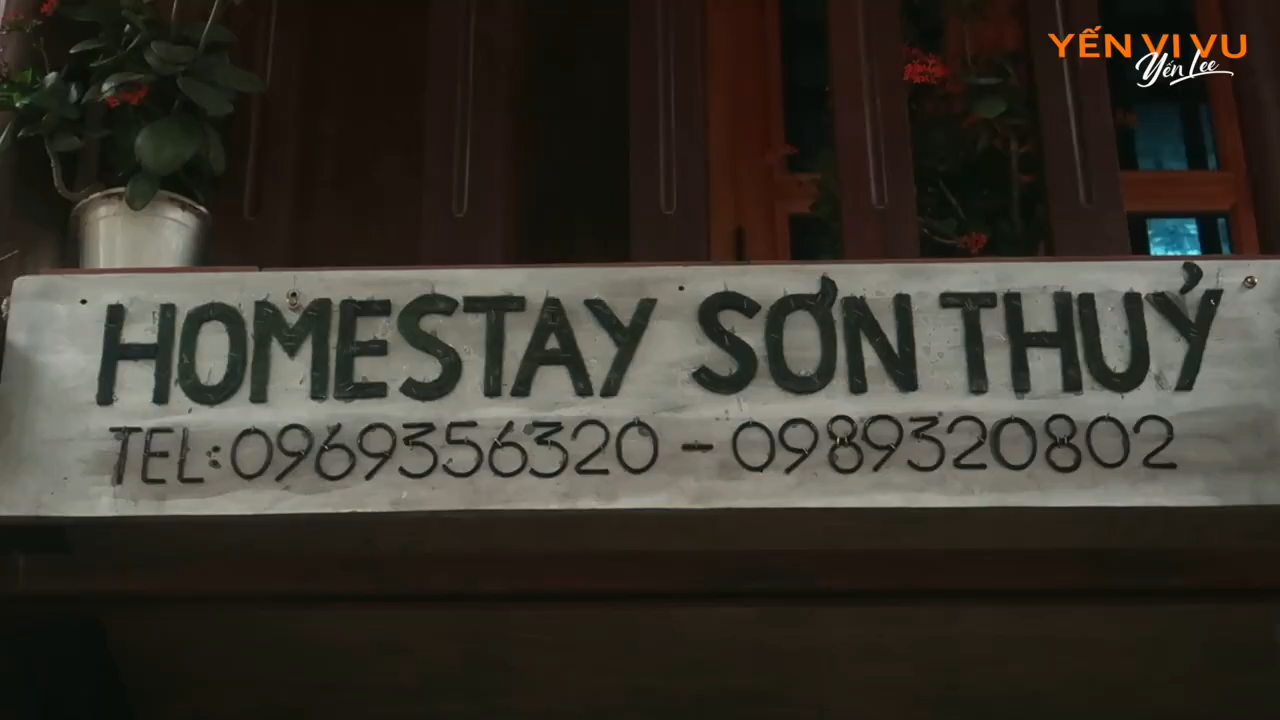 YẾN VI VU
Yến Lee
HOMESTAY SƠN THUỶ
TEL: 0969356320 - 0989320802